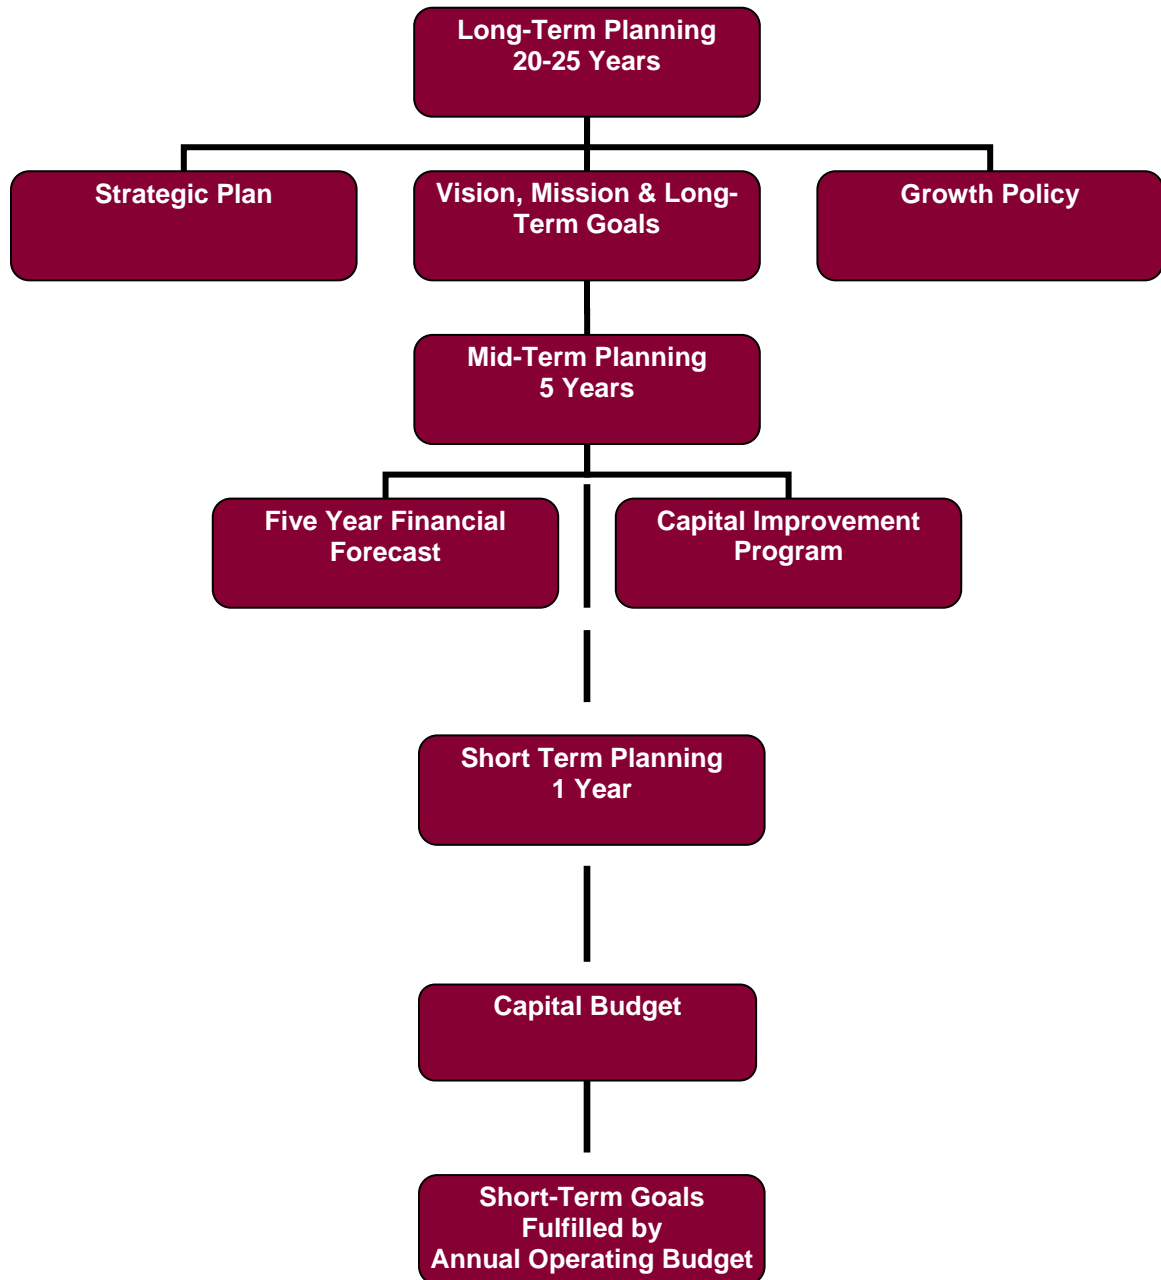 Long-Term Planning
20-25 Years
Strategic Plan
Vision, Mission & Long-
Term Goals
Growth Policy
Mid-Term Planning
5 Years
Five Year Financial
Forecast
Capital Improvement
Program
Short Term Planning
1 Year
Capital Budget
Short-Term Goals
Fulfilled by
Annual Operating Budget